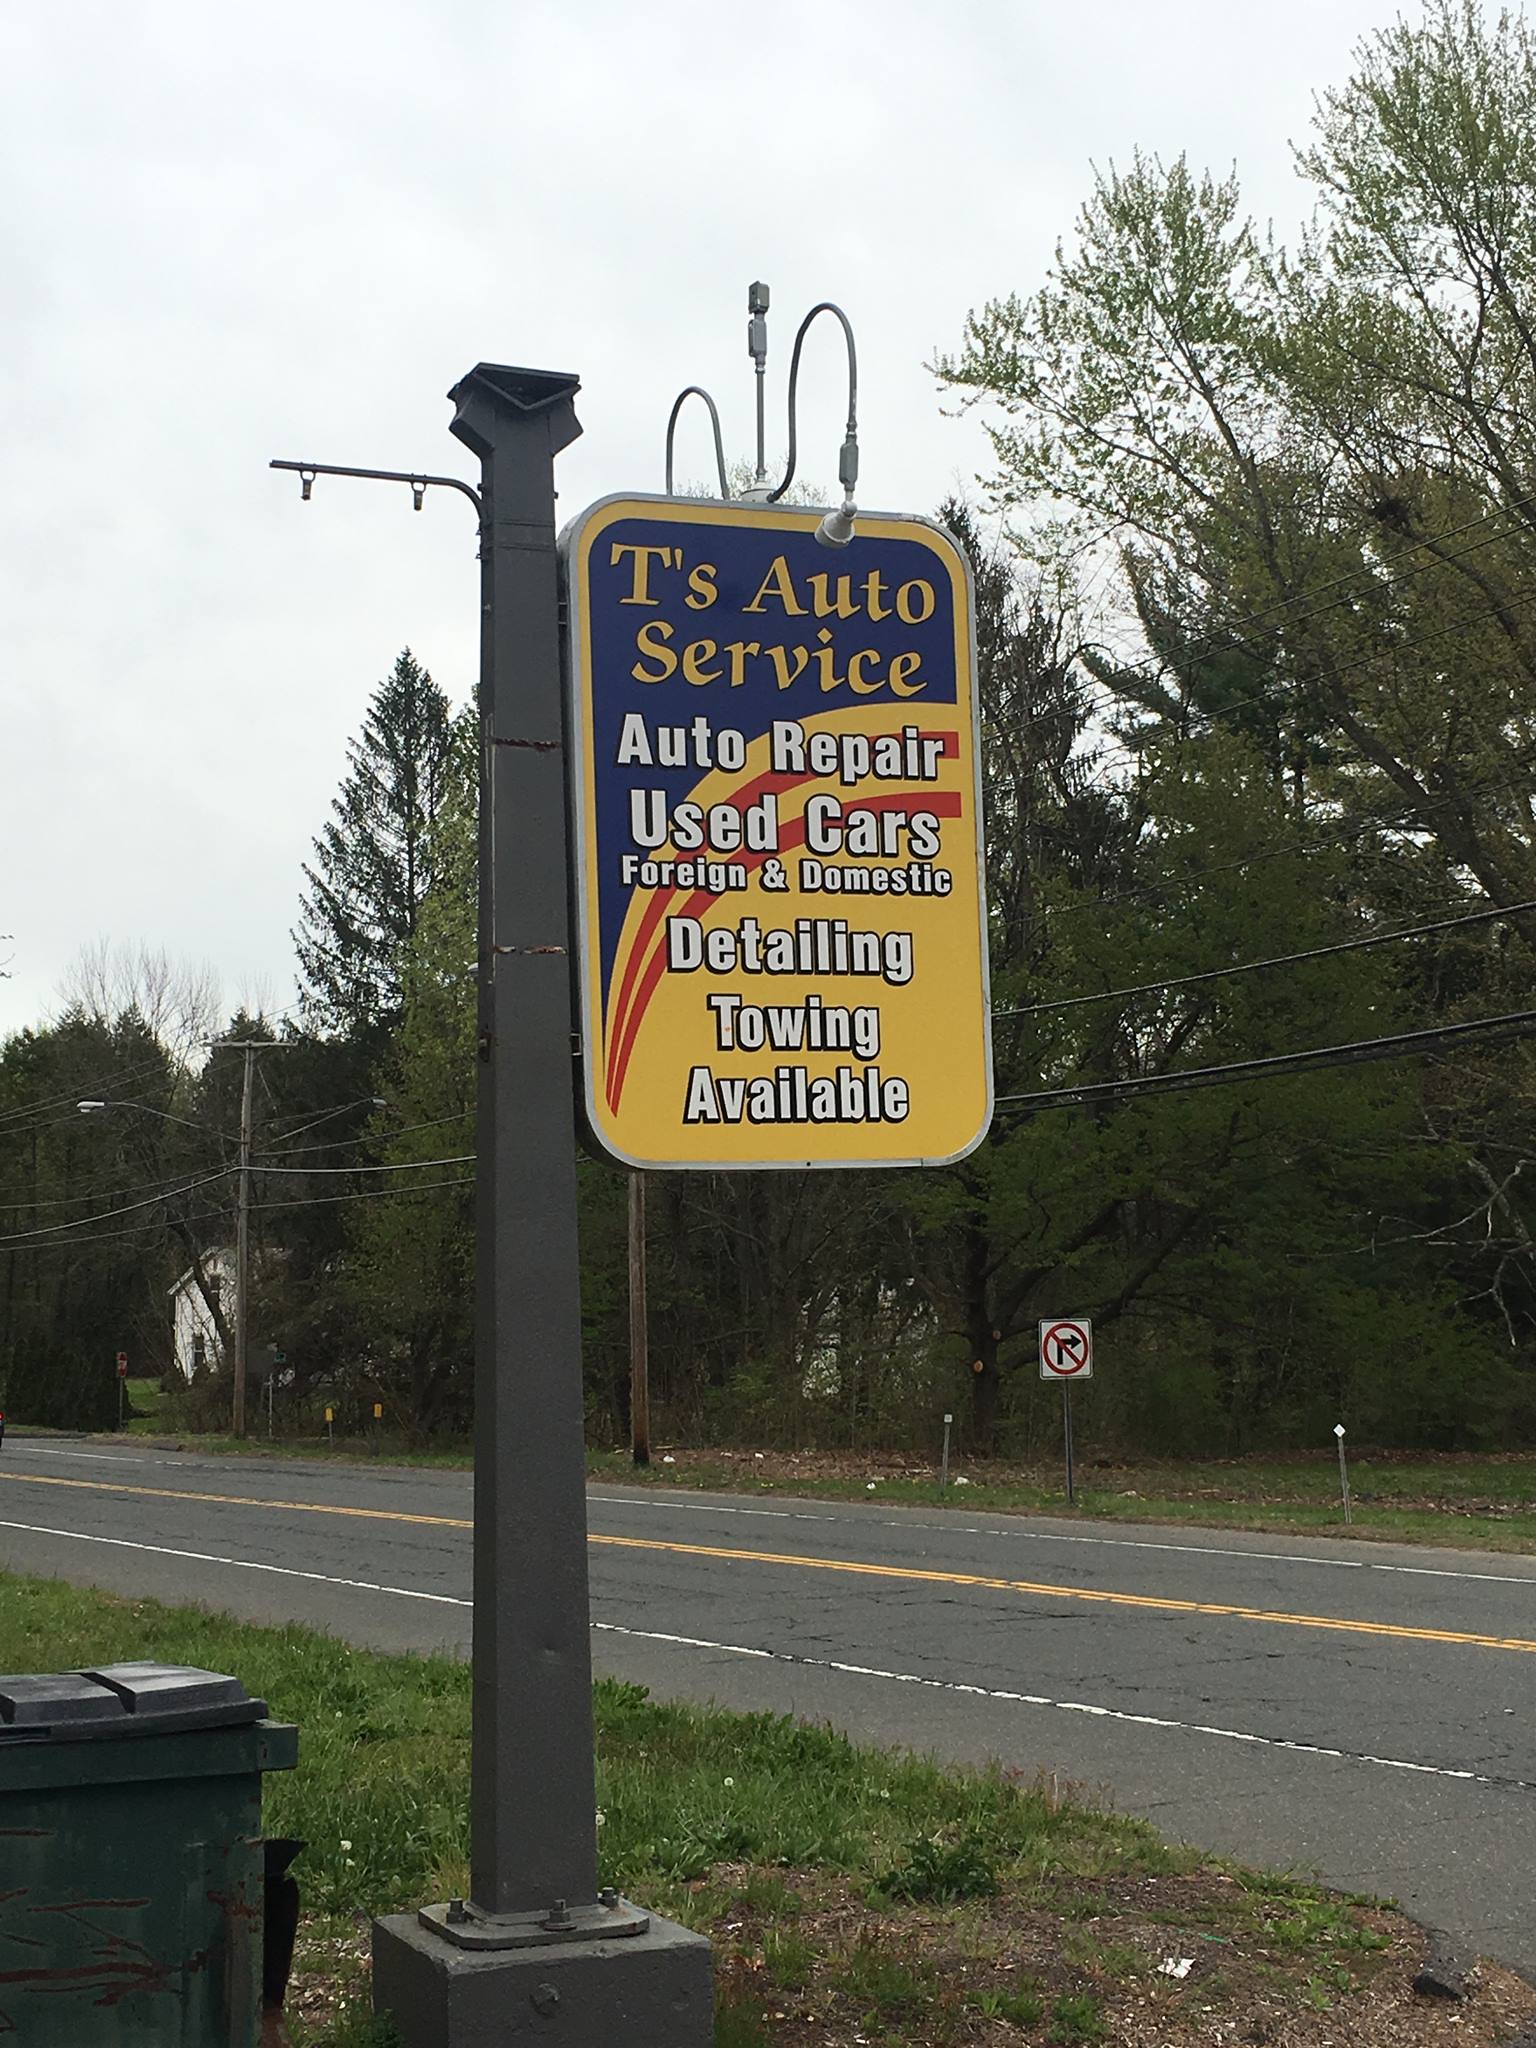 T's Auto
Service
Auto Repair
Used Cars
Foreign & Domestic
Detailing
Towing
Available